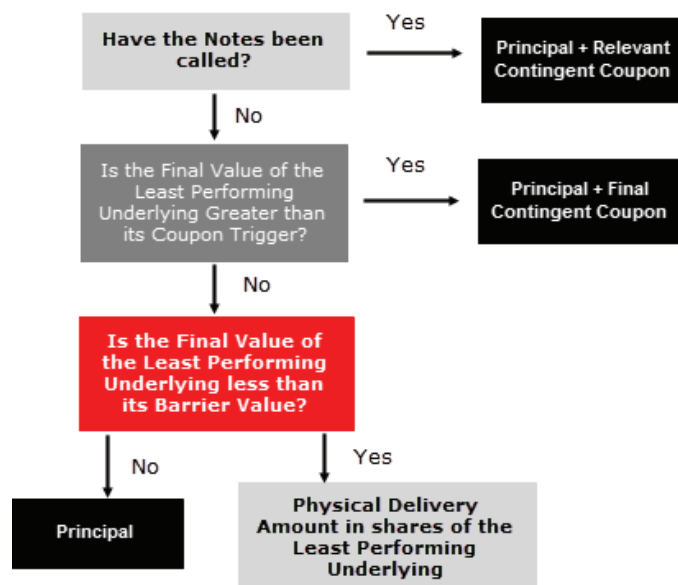 Have the Notes been
called?
Yes
Principal + Relevant
Contingent Coupon
No
Is the Final Value of the
Least Performing
Underlying Greater than
its Coupon Trigger?
Yes
Principal + Final
Contingent Coupon
No
Is the Final Value of
the Least Performing
Underlying less than
its Barrier Value?
No
Yes
Principal
Physical Delivery
Amount in shares of the
Least Performing
Underlying